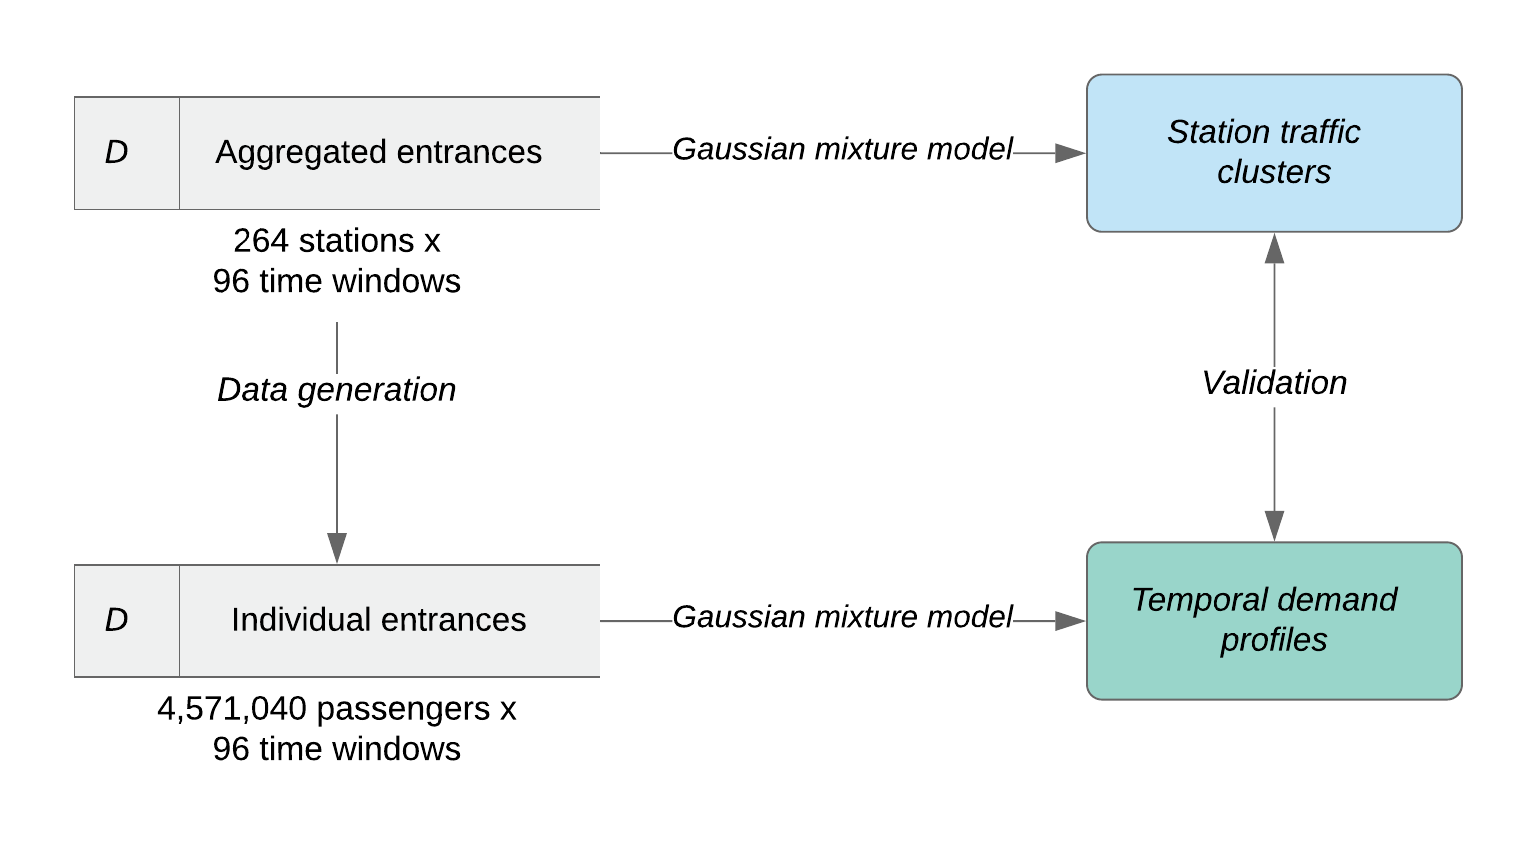 D
Aggregated entrances
Gaussian mixture model
Station traffic
clusters
264 stations x
96 time windows
Data generation
Validation
D
Individual entrances
Gaussian mixture model
Temporal demand
profiles
4,571,040 passengers x
96 time windows